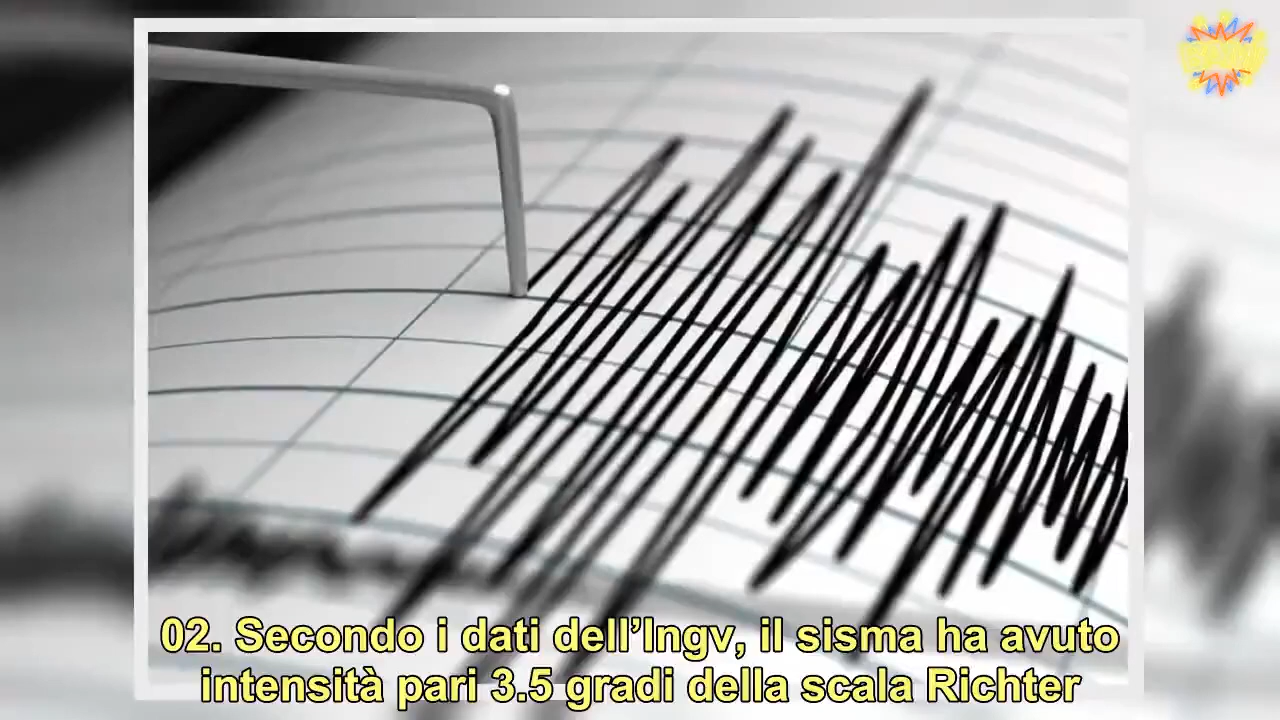 02. Secondo i dati dell’Ingv, il sisma ha avuto
intensità pari 3.5 gradi della scala Richter